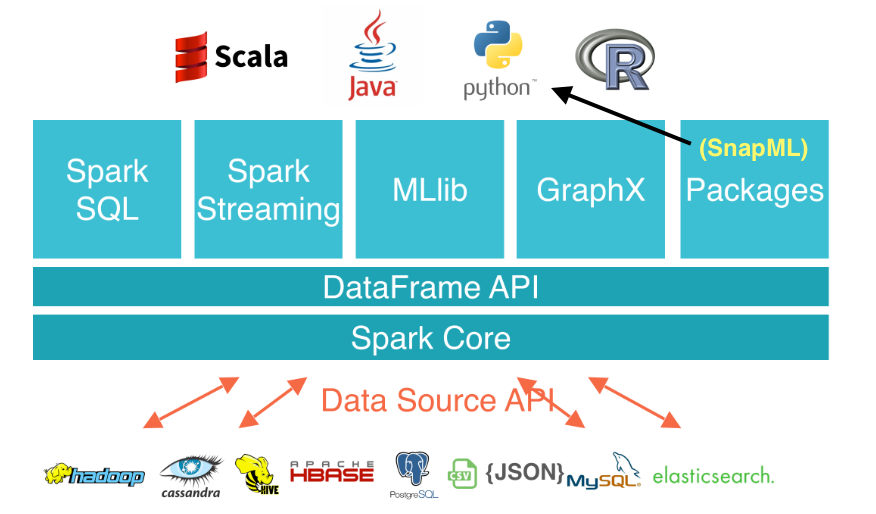 Scala
Java
python™
R
Spark
SQL
Spark
Streaming
MLlib
GraphX
(SnapML)
Packages
DataFrame API
Spark Core
Data Source API
hadoop
cassandra
HIVE
APACHE
HBASE
PostgreSQL
CSV
{JSON}
MySQL®
elasticsearch.